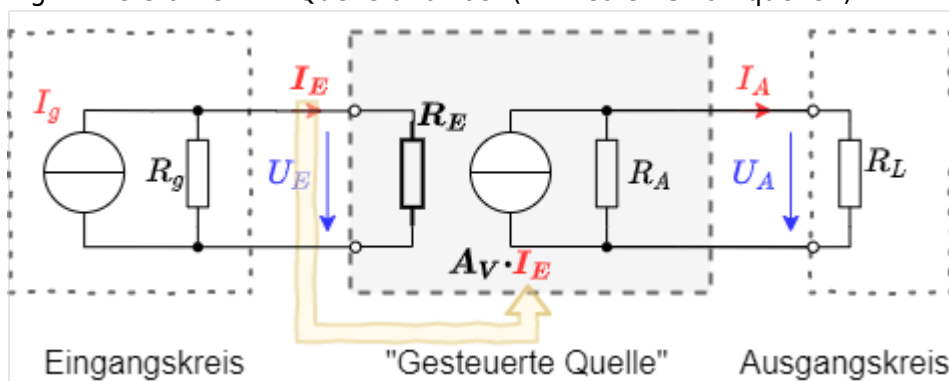 I_g
R_g
I_E
U_E
R_E
A_V·I_E
R_A
I_A
U_A
R_L
Eingangskreis
"Gesteuerte Quelle"
Ausgangskreis